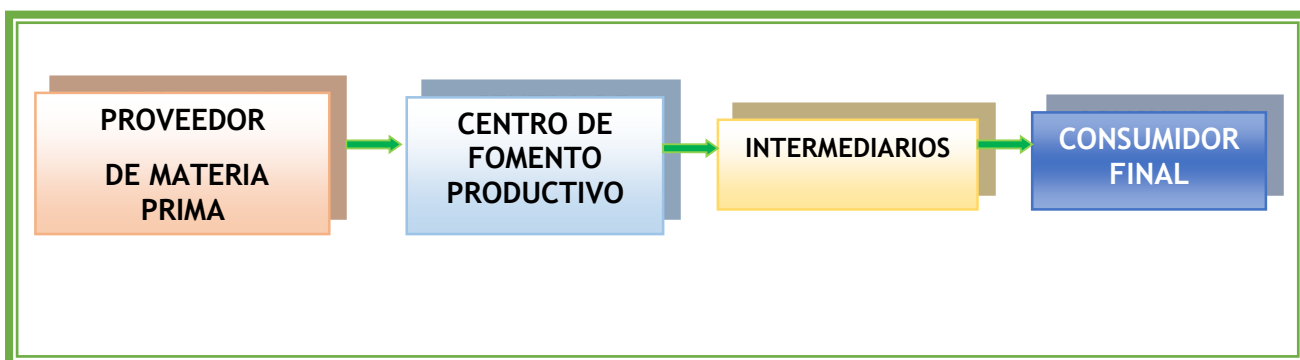 PROVEEDOR
DE MATERIA
PRIMA
CENTRO DE
FOMENTO
PRODUCTIVO
INTERMEDIARIOS
CONSUMIDOR
FINAL